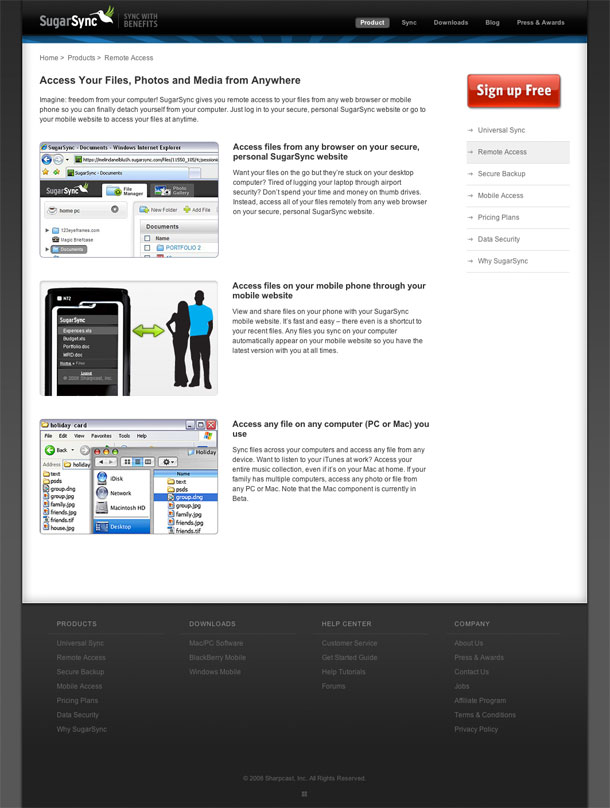 SugarSync SYNC WITH
BENEFITS
Product Sync Downloads Blog Press & Awards
Home > Products > Remote Access
Access Your Files, Photos and Media from Anywhere
Imagine: freedom from your computer! SugarSync gives you remote access to your files from any web browser or mobile
phone so you can finally detach yourself from your computer. Just log in to your secure, personal SugarSync website or go to
your mobile website to access your files at anytime.
Sign up Free
Universal Sync
Remote Access
Secure Backup
Mobile Access
Pricing Plans
Data Security
Why SugarSync
SugarSync - Documents - Windows Internet Explorer
SugarSync - Documents
SugarSync
File
Manager
Photo
Gallery
home pc
New Folder Add File
123eyeframes.com
Magic Briefcase
Documents
Documents
Name
PORTFOLIO 2
Access files from any browser on your secure,
personal SugarSync website
Want your files on the go but they're stuck on your desktop
computer? Tired of lugging your laptop through airport
security? Don't spend your time and money on thumb drives.
Instead, access all of your files remotely from any web browser
on your secure, personal SugarSync website.
N72
SugarSync
Expenses.xls
Budget.xls
Portfolio.doc
WRD.doc
Home
Logout
© 2008 Sharpcast, Inc.
Access files on your mobile phone through your
mobile website
View and share files on your phone with your SugarSync
mobile website. It's fast and easy – there even is a shortcut to
your recent files. Any files you sync on your computer
automatically appear on your mobile website so you have the
latest version with you at all times.
holiday card
File Edit View Favorites Tools Help
Back
Holiday
Address holiday
text
psds
group.dng
group.jpg
family.jpg
friends.jpg
friends.tif
house.jpg
iDisk
Network
Macintosh HD
Desktop
Name
text
psds
group.dng
group.jpg
family.jpg
friends.jpg
friends.tif
Access any file on any computer (PC or Mac) you
use
Sync files across your computers and access any file from any
device. Want to listen to your iTunes at work? Access your
entire music collection, even if it's on your Mac at home. If your
family has multiple computers, access any photo or file from
any PC or Mac. Note that the Mac component is currently in
Beta.
PRODUCTS
Universal Sync
Remote Access
Secure Backup
Mobile Access
Pricing Plans
Data Security
Why SugarSync
DOWNLOADS
Mac/PC Software
BlackBerry Mobile
Windows Mobile
HELP CENTER
Customer Service
Get Started Guide
Help Tutorials
Forums
COMPANY
About Us
Press & Awards
Contact Us
Jobs
Affiliate Program
Terms & Conditions
Privacy Policy
© 2008 Sharpcast, Inc. All Rights Reserved.